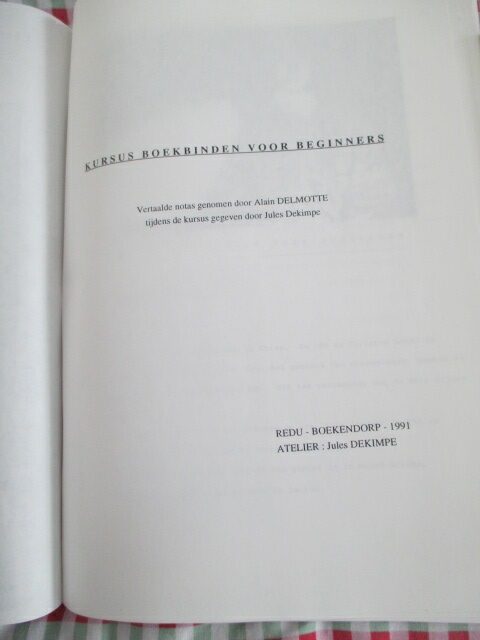 KURSUS BOEKBINDEN VOOR BEGINNERS
Vertaalde notas genomen door Alain DELMOTTE
tijdens de kursus gegeven door Jules Dekimpe
REDU - BOEKENDORP - 1991
ATELIER : Jules DEKIMPE